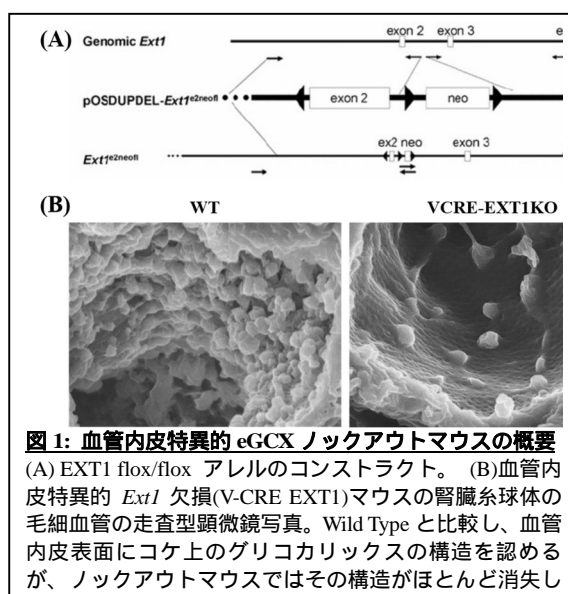 (A)
exon 2 exon 3 e
Genomic Ext1
pOSDUPDEL-Ext1e2neofl
exon 2 neo
ex2 neo exon 3
Ext1e2neofl
(B)
WT VCRE-EXT1KO
図 1: 血管内皮特異的 eGCX ノックアウトマウスの概要
(A) EXT1 flox/flox アレルのコンストラクト。 (B)血管内
皮特異的 Ext1 欠損(V-CRE EXT1)マウスの腎臓糸球体の
毛細血管の走査型顕微鏡写真。Wild Type と比較し、血管
内皮表面にコケ上のグリコカリックスの構造を認める
が、ノックアウトマウスではその構造がほとんど消失し